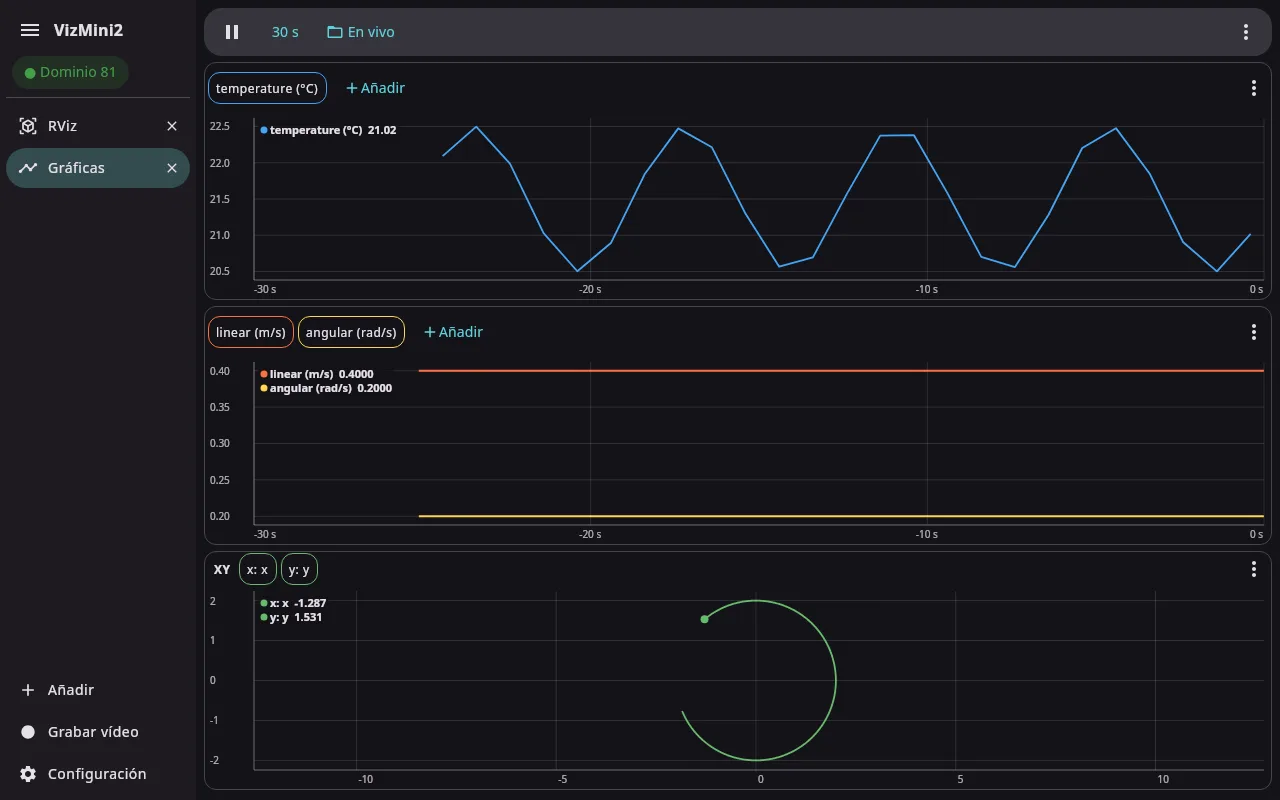 VizMini2
Dominio 81
RViz
Gráficas
Añadir
Grabar vídeo
Configuración
30 s
En vivo
temperature (°C)
Añadir
temperature (°C) 21.02
22.5
22.0
21.5
21.0
20.5
-30 s
-20 s
-10 s
0 s
linear (m/s)
angular (rad/s)
Añadir
linear (m/s) 0.4000
angular (rad/s) 0.2000
0.40
0.35
0.30
0.25
0.20
-30 s
-20 s
-10 s
0 s
XY
x: x
y: y
x: x -1.287
y: y 1.531
2
1
0
-1
-2
-10
-5
0
5
10